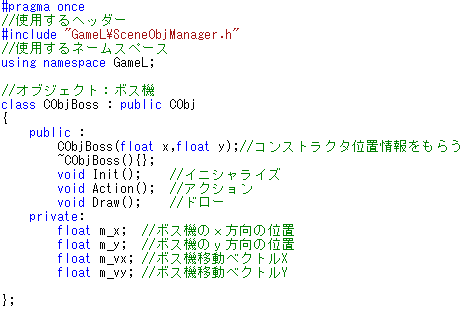 #pragma once
//使用するヘッダー
#include "GameL¥SceneObjManager.h"
//使用するネームスペース
using namespace GameL;
//オブジェクト：ボス機
class CObjBoss : public CObj
{
public :
CObjBoss(float x,float y);//コンストラクタ位置情報をもらう
~CObjBoss(){};
void Init(); //イニシャライズ
void Action(); //アクション
void Draw(); //ドロー
private:
float m_x; //ボス機のｘ方向の位置
float m_y; //ボス機のｙ方向の位置
float m_vx; //ボス機移動ベクトルX
float m_vy; //ボス機移動ベクトルY
};